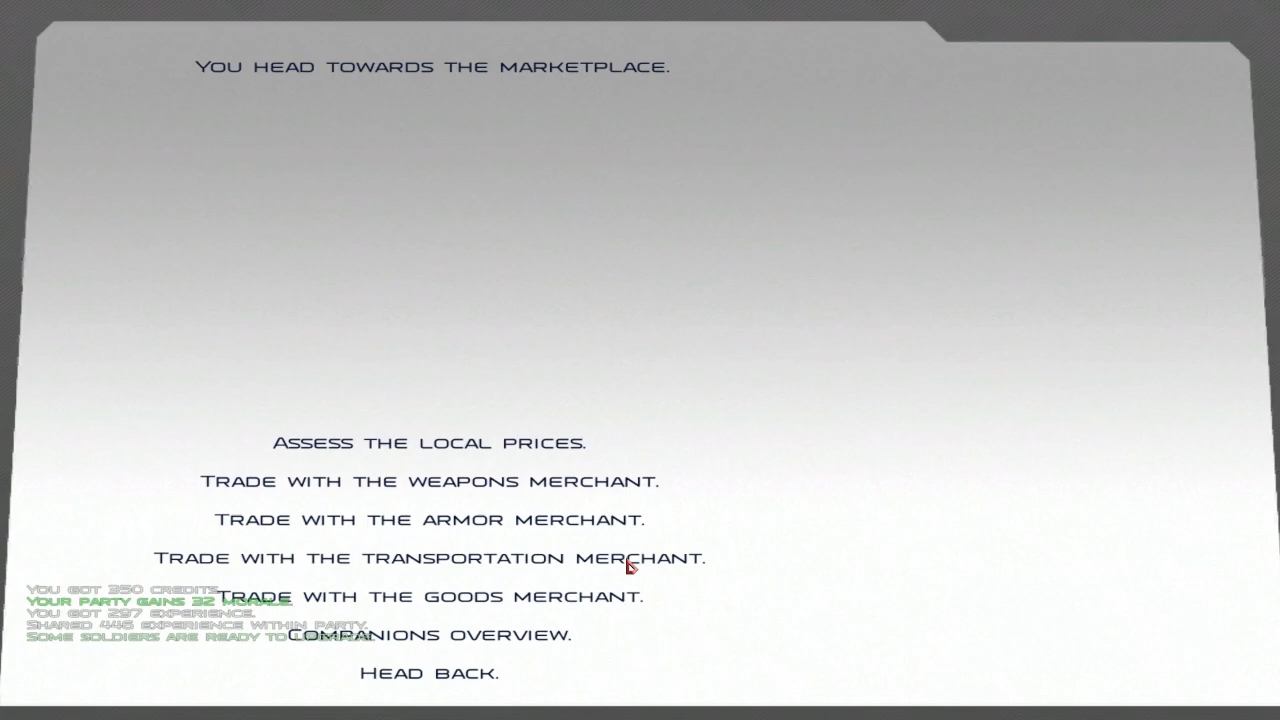 You head towards the marketplace.
Assess the local prices.
Trade with the weapons merchant.
Trade with the armor merchant.
Trade with the transportation merchant.
You got 350 credits.
Trade with the goods merchant.
Your party gains 32 morale.
You got 297 experience.
Shared 446 experience within party.
Companions overview.
Some soldiers are ready to
Head back.